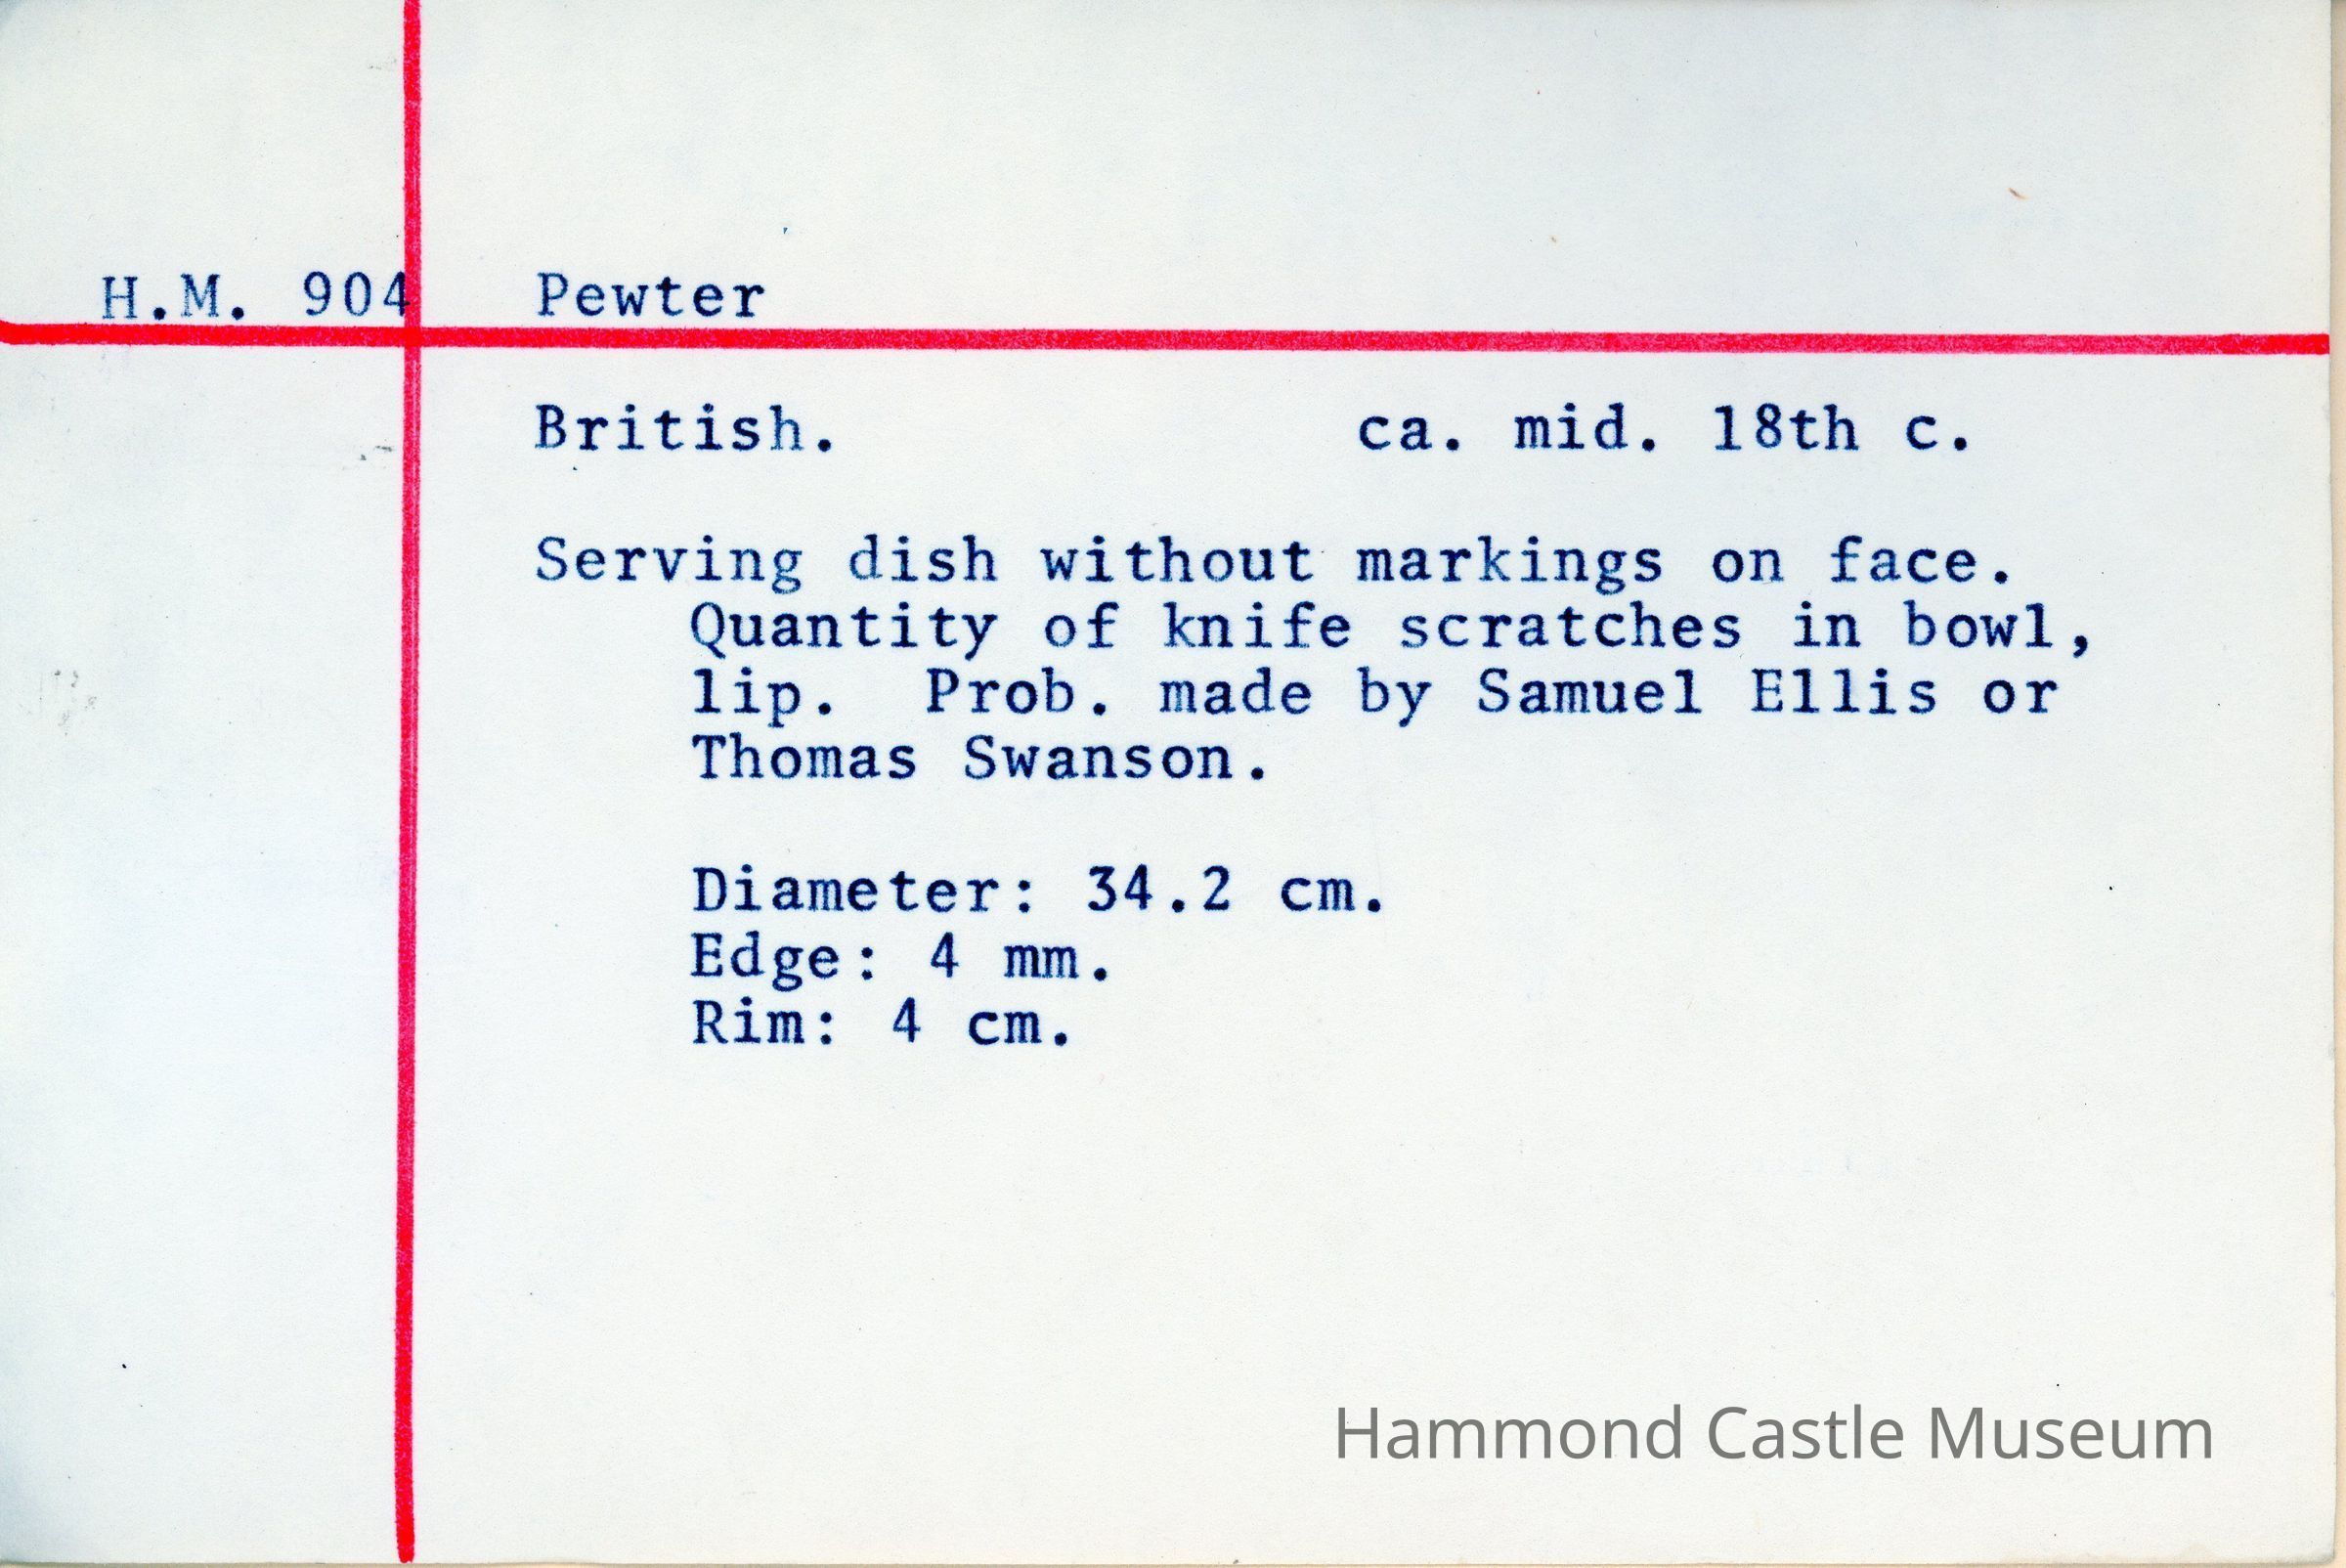 H.M. 904 Pewter
British. ca. mid. 18th c.
Serving dish without markings on face.
Quantity of knife scratches in bowl,
lip. Prob. made by Samuel Ellis or
Thomas Swanson.
Diameter: 34.2 cm.
Edge: 4 mm.
Rim: 4 cm.
Hammond Castle Museum